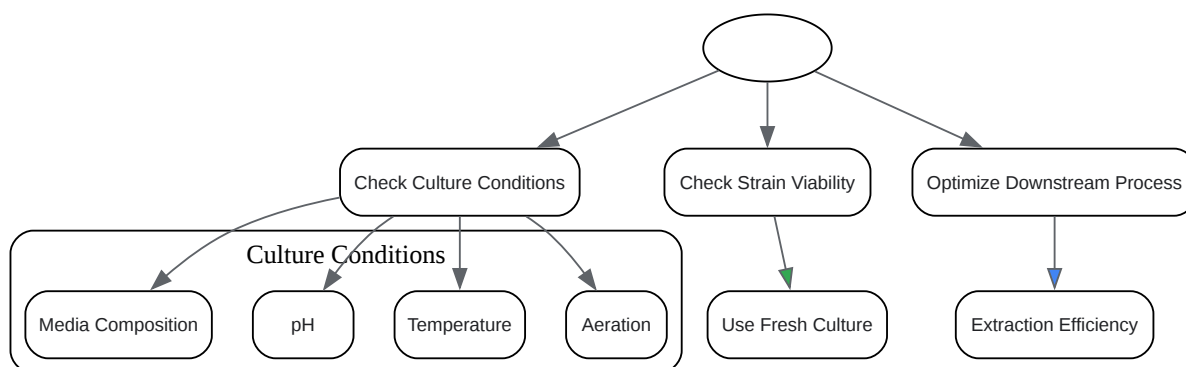 Check Culture Conditions
Check Strain Viability
Optimize Downstream Process
Culture Conditions
Media Composition
pH
Temperature
Aeration
Use Fresh Culture
Extraction Efficiency